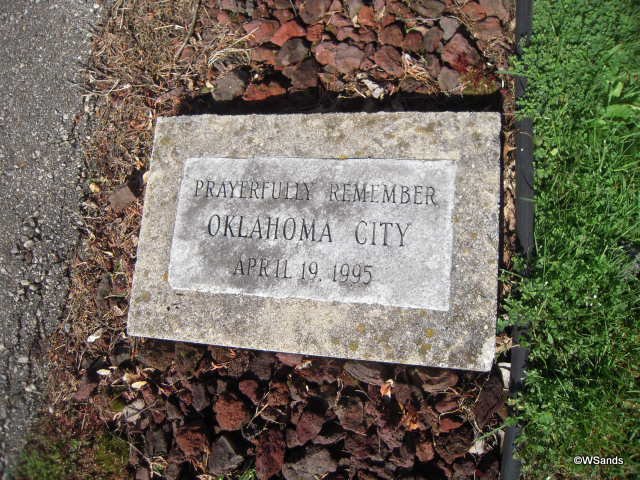 PRAYERFULLY REMEMBER
OKLAHOMA CITY
APRIL 19, 1995
©WSands